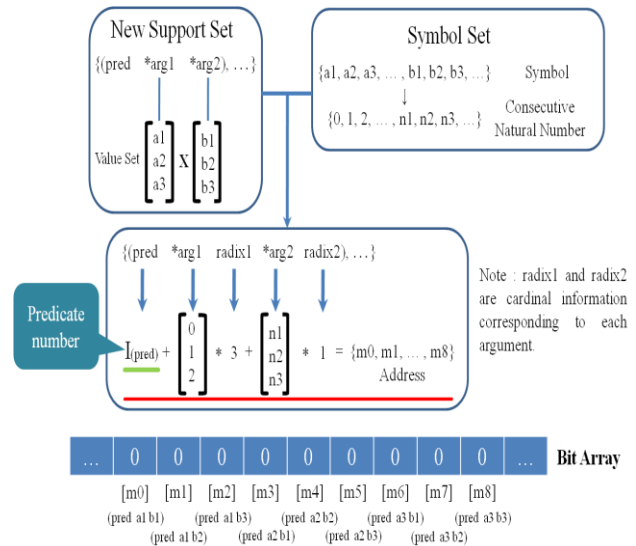 New Support Set
{(pred *arg1 *arg2), ...}
Value Set
a1
a2
a3
X
b1
b2
b3
Symbol Set
{a1, a2, a3, ... , b1, b2, b3, ...} Symbol
↓
{0, 1, 2, ... , n1, n2, n3, ...} Consecutive Natural Number
{(pred *arg1 radix1 *arg2 radix2), ...}
Predicate
number
I(pred) +
0
1
2
* 3 +
n1
n2
n3
* 1 = {m0, m1, ... , m8}
Address
Note : radix1 and radix2
are cardinal information
corresponding to each
argument.
... 0 0 0 0 0 0 0 0 0 ... Bit Array
[m0] [m1] [m2] [m3] [m4] [m5] [m6] [m7] [m8]
(pred a1 b1) (pred a1 b3) (pred a2 b2) (pred a3 b1) (pred a3 b3)
(pred a1 b2) (pred a2 b1) (pred a2 b3) (pred a3 b2)